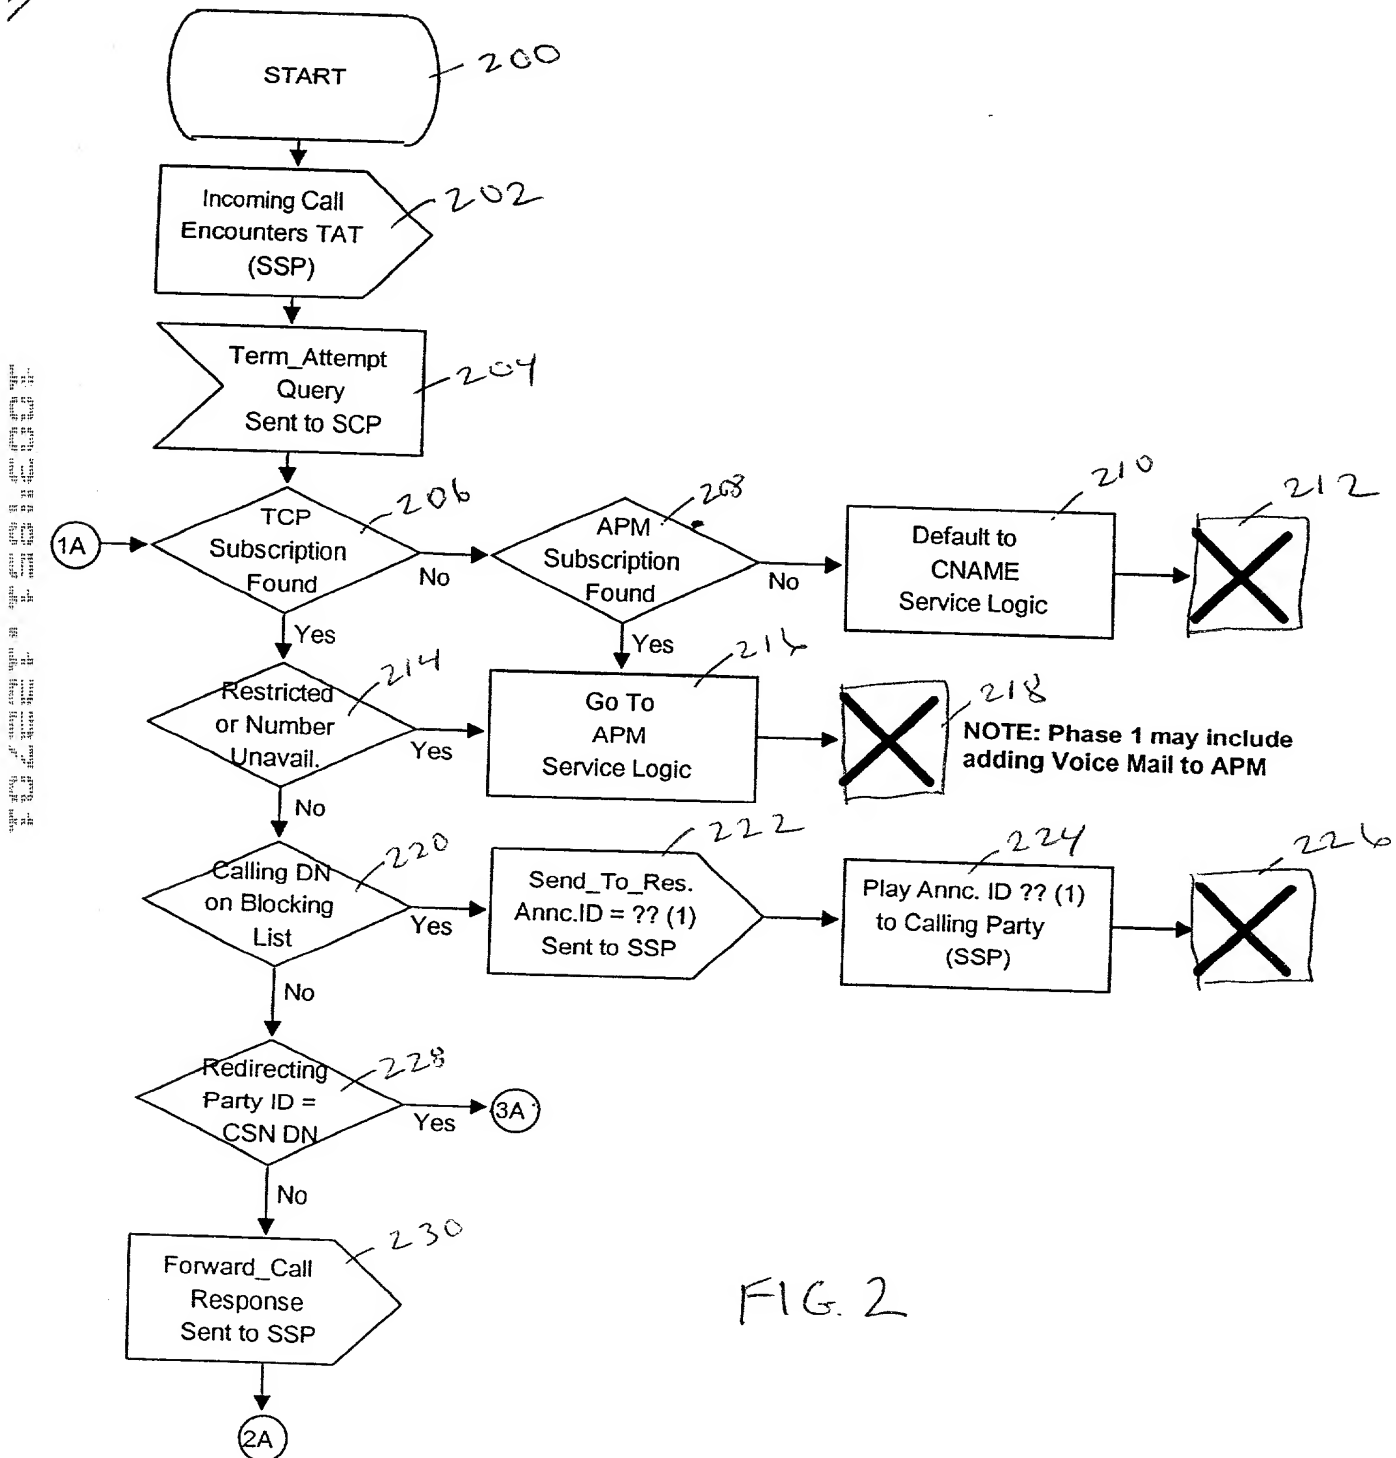 START
200
Incoming Call
Encounters TAT
(SSP)
202
Term_Attempt
Query
Sent to SCP
204
1A
TCP
Subscription
Found
206
No
Yes
APM
Subscription
Found
208
No
Yes
Default to
CNAME
Service Logic
210
212
Restricted
or Number
Unavail.
214
Yes
No
Go To
APM
Service Logic
216
218
NOTE: Phase 1 may include
adding Voice Mail to APM
Calling DN
on Blocking
List
220
Yes
No
Send_To_Res.
Annc.ID = ?? (1)
Sent to SSP
222
Play Annc. ID ?? (1)
to Calling Party
(SSP)
224
226
Redirecting
Party ID =
CSN DN
228
Yes
3A
No
Forward_Call
Response
Sent to SSP
230
2A
FIG. 2